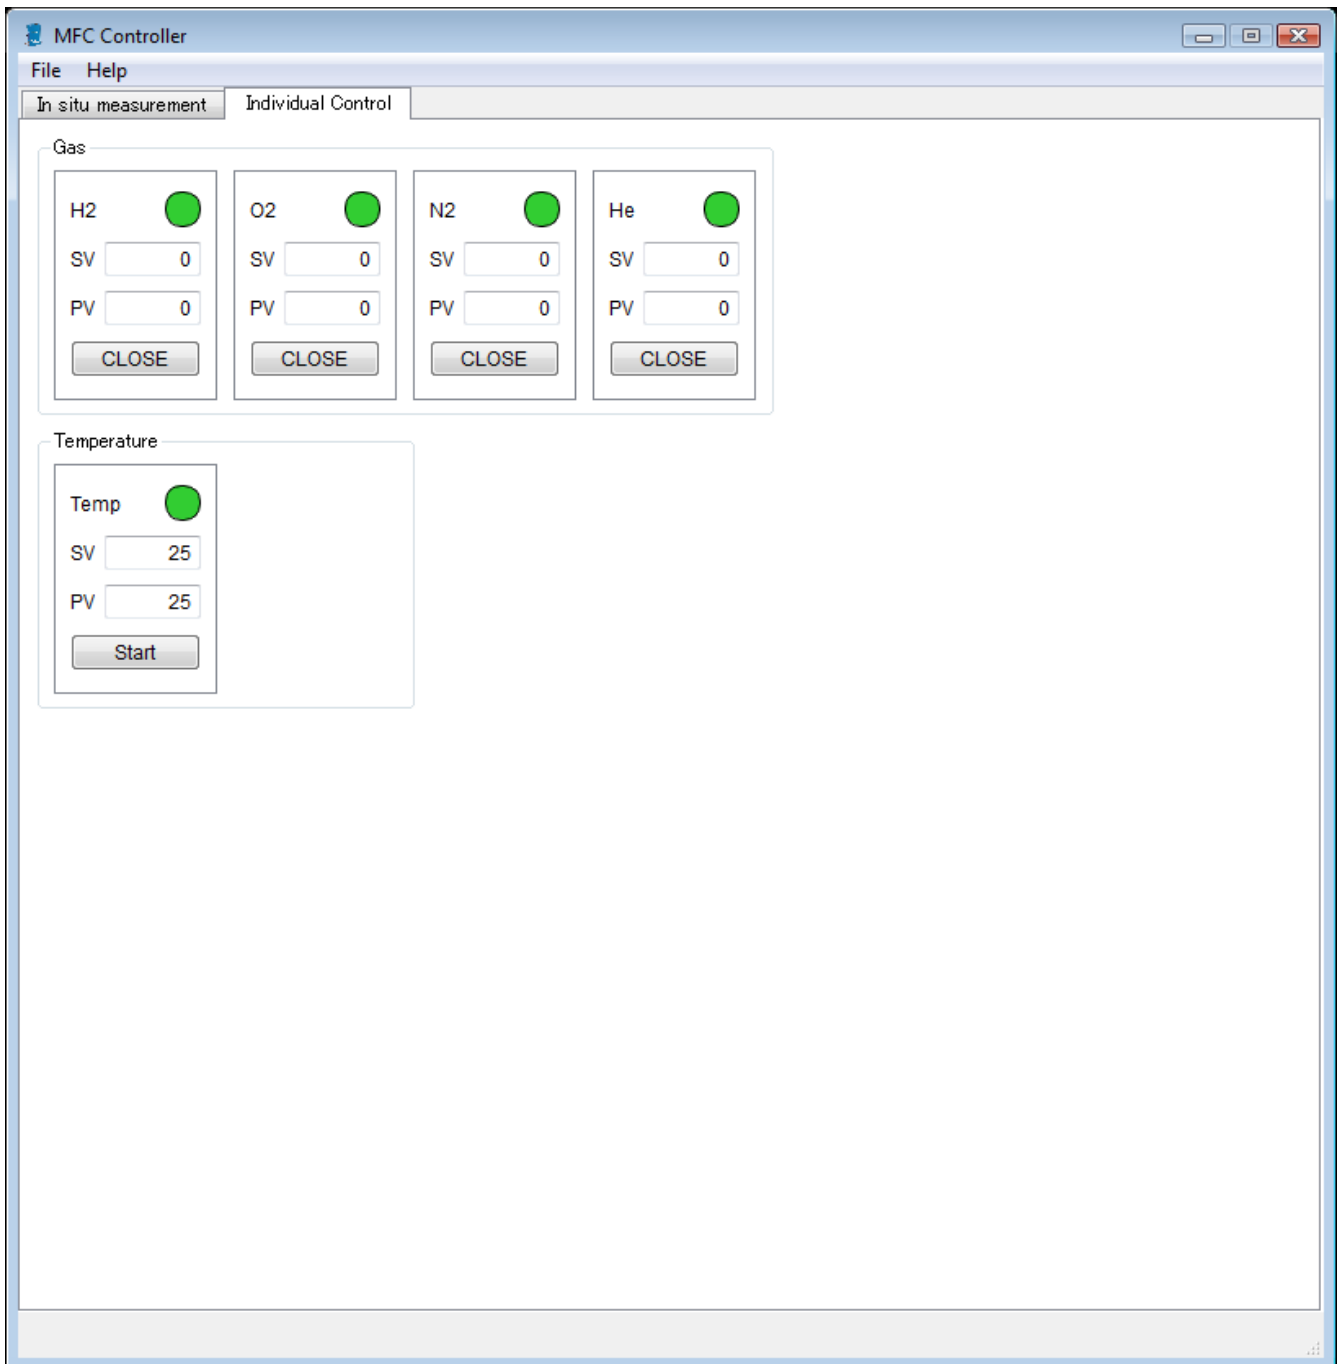 MFC Controller
File Help
In situ measurement Individual Control
Gas
H2 O2 N2 He
SV 0 SV 0 SV 0 SV 0
PV 0 PV 0 PV 0 PV 0
CLOSE CLOSE CLOSE CLOSE
Temperature
Temp
SV 25
PV 25
Start